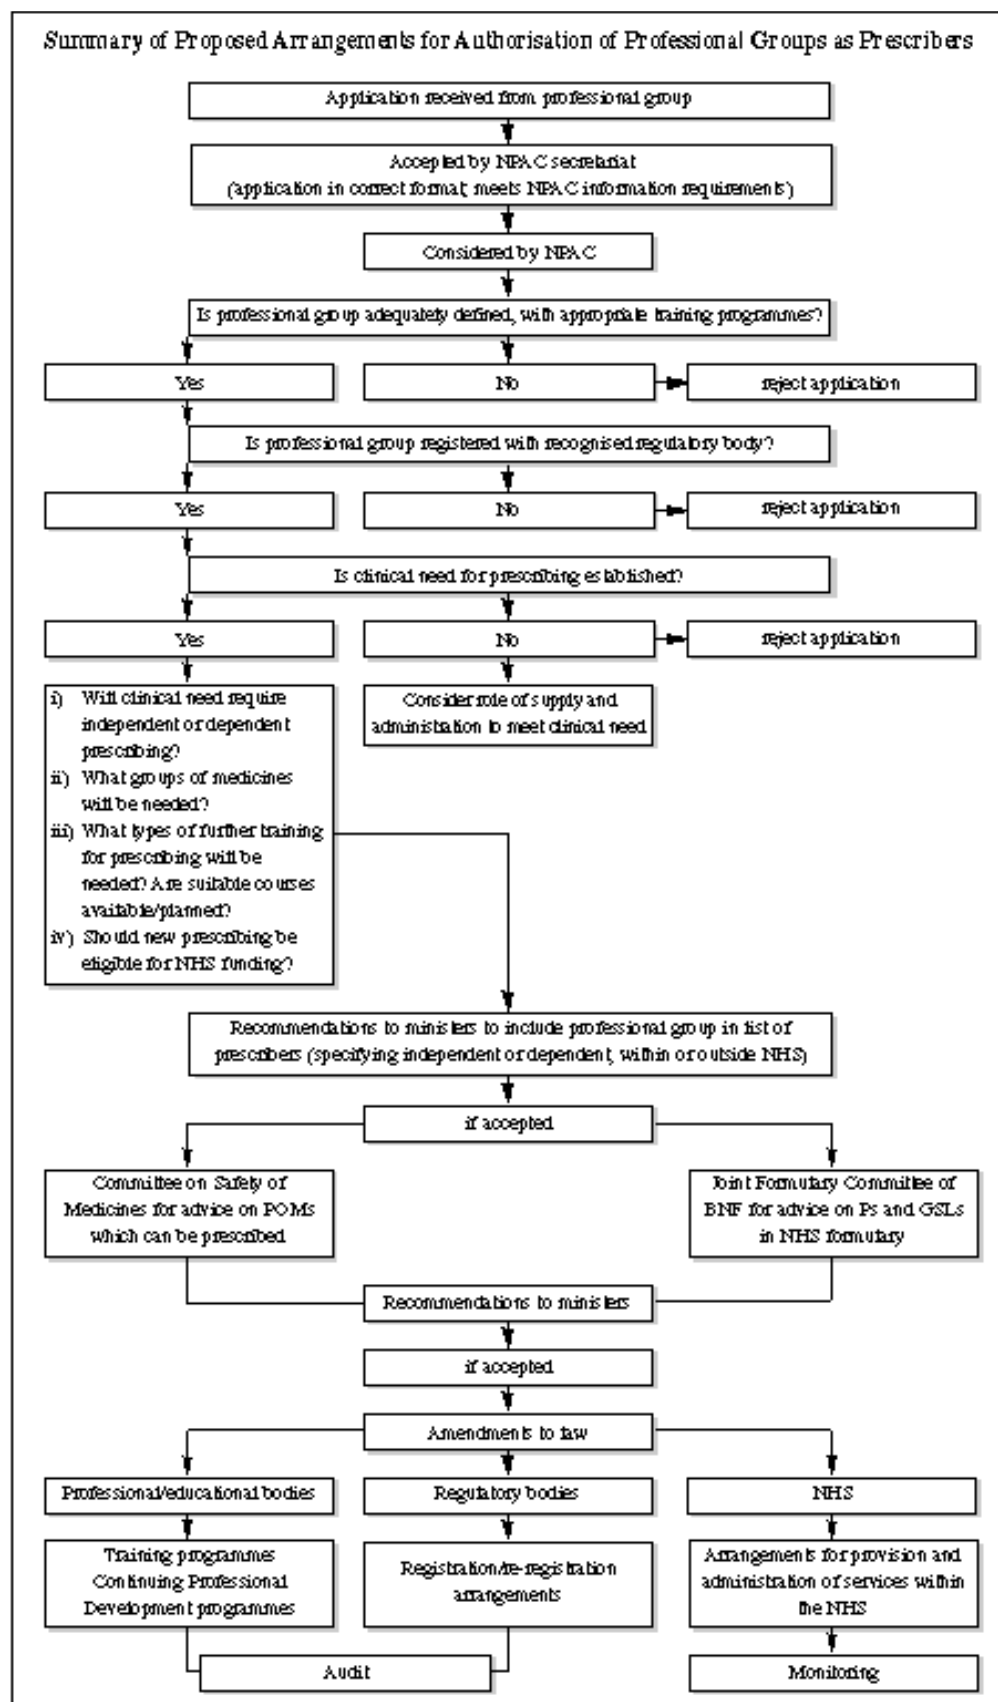 Summary of Proposed Arrangements for Authorisation of Professional Groups as Prescribers
Application received from professional group
Accepted by NPAC secretariat
(application in correct format; meets NPAC information requirements)
Considered by NPAC
Is professional group adequately defined, with appropriate training programmes?
Yes
No
reject application
Is professional group registered with recognised regulatory body?
Yes
No
reject application
Is clinical need for prescribing established?
Yes
No
reject application
i) Will clinical need require
independent or dependent
prescribing?
ii) What groups of medicines
will be needed?
iii) What types of further training
for prescribing will be
needed? Are suitable courses
available/planned?
iv) Should new prescribing be
eligible for NHS funding?
Consider role of supply and
administration to meet clinical need
Recommendations to ministers to include professional group in list of
prescribers (specifying independent or dependent, within or outside NHS)
if accepted
Committee on Safety of
Medicines for advice on POMs
which can be prescribed
Joint Formulary Committee of
BNF for advice on Ps and GSLs
in NHS formulary
Recommendations to ministers
if accepted
Amendments to law
Professional/educational bodies
Regulatory bodies
NHS
Training programmes
Continuing Professional
Development programmes
Registration/re-registration
arrangements
Arrangements for provision and
administration of services within
the NHS
Audit
Monitoring